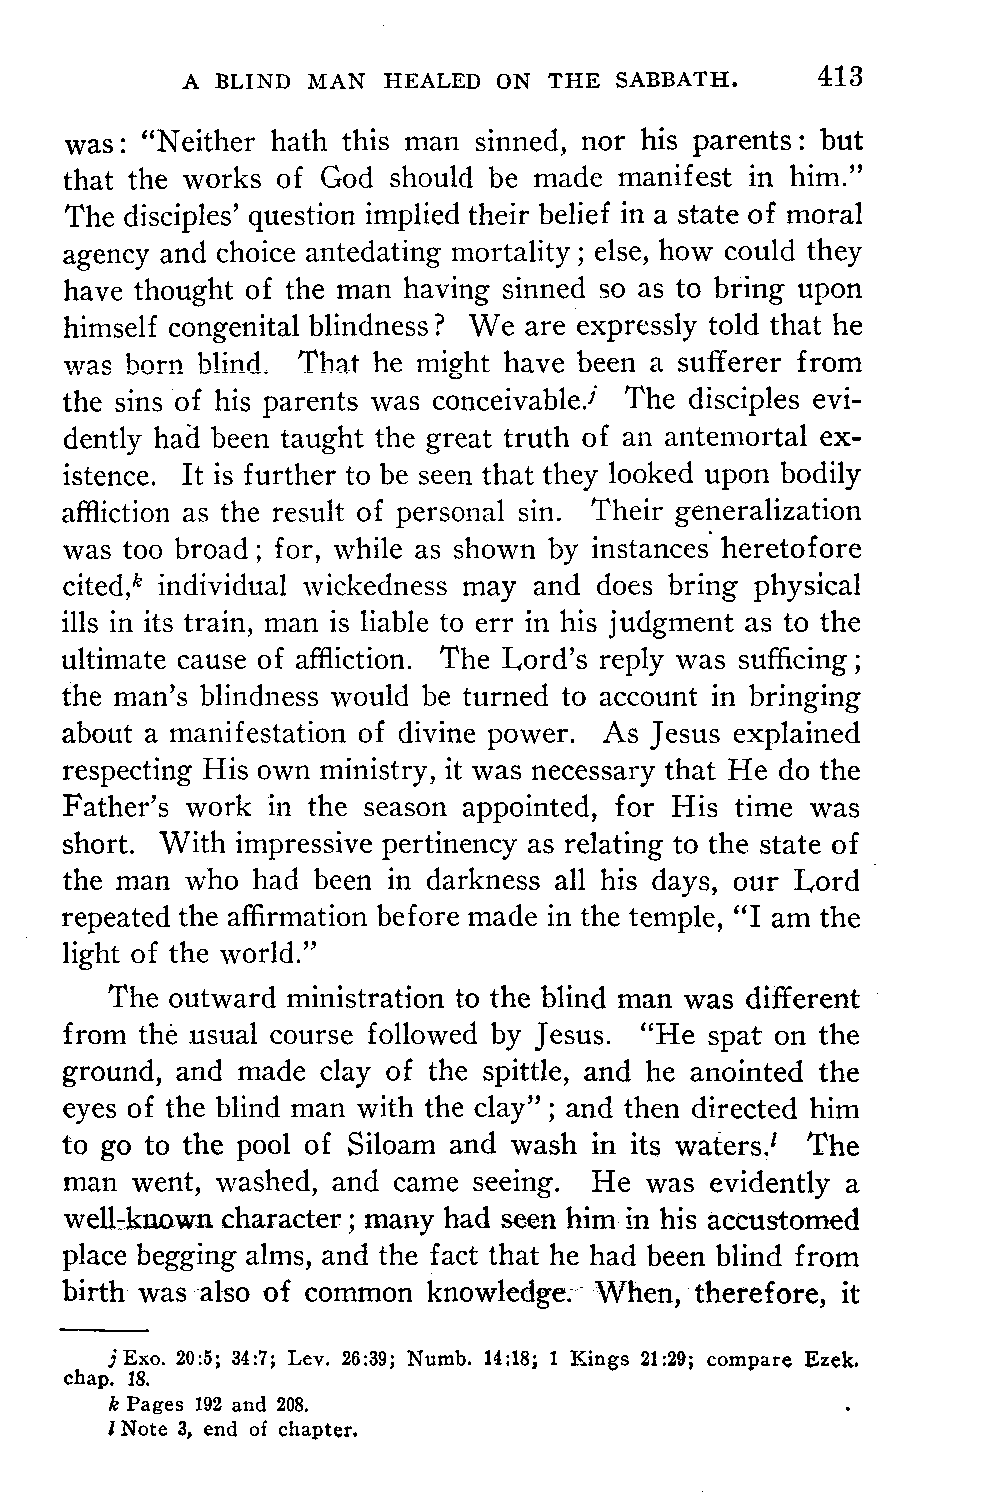 A BLIND MAN HEALED ON THE SABBATH. 413
was: “Neither hath this man sinned, nor his parents: but
that the works of God should be made manifest in him.”
The disciples’ question implied their belief in a state of moral
agency and choice antedating mortality; else, how could they
have thought of the man having sinned so as to bring upon
himself congenital blindness? We are expressly told that he
was born blind. That he might have been a sufferer from
the sins of his parents was conceivable.j The disciples evi-
dently had been taught the great truth of an antemortal ex-
istence. It is further to be seen that they looked upon bodily
affliction as the result of personal sin. Their generalization
was too broad; for, while as shown by instances heretofore
cited,k individual wickedness may and does bring physical
ills in its train, man is liable to err in his judgment as to the
ultimate cause of affliction. The Lord’s reply was sufficing;
the man’s blindness would be turned to account in bringing
about a manifestation of divine power. As Jesus explained
respecting His own ministry, it was necessary that He do the
Father’s work in the season appointed, for His time was
short. With impressive pertinency as relating to the state of
the man who had been in darkness all his days, our Lord
repeated the affirmation before made in the temple, “I am the
light of the world.”
The outward ministration to the blind man was different
from the usual course followed by Jesus. “He spat on the
ground, and made clay of the spittle, and he anointed the
eyes of the blind man with the clay”; and then directed him
to go to the pool of Siloam and wash in its waters.l The
man went, washed, and came seeing. He was evidently a
well-known character; many had seen him in his accustomed
place begging alms, and the fact that he had been blind from
birth was also of common knowledge. When, therefore, it
j Exo. 20:5; 34:7; Lev. 26:39; Numb. 14:18; 1 Kings 21:29; compare Ezek.
chap. 18.
k Pages 192 and 208.
l Note 3, end of chapter.